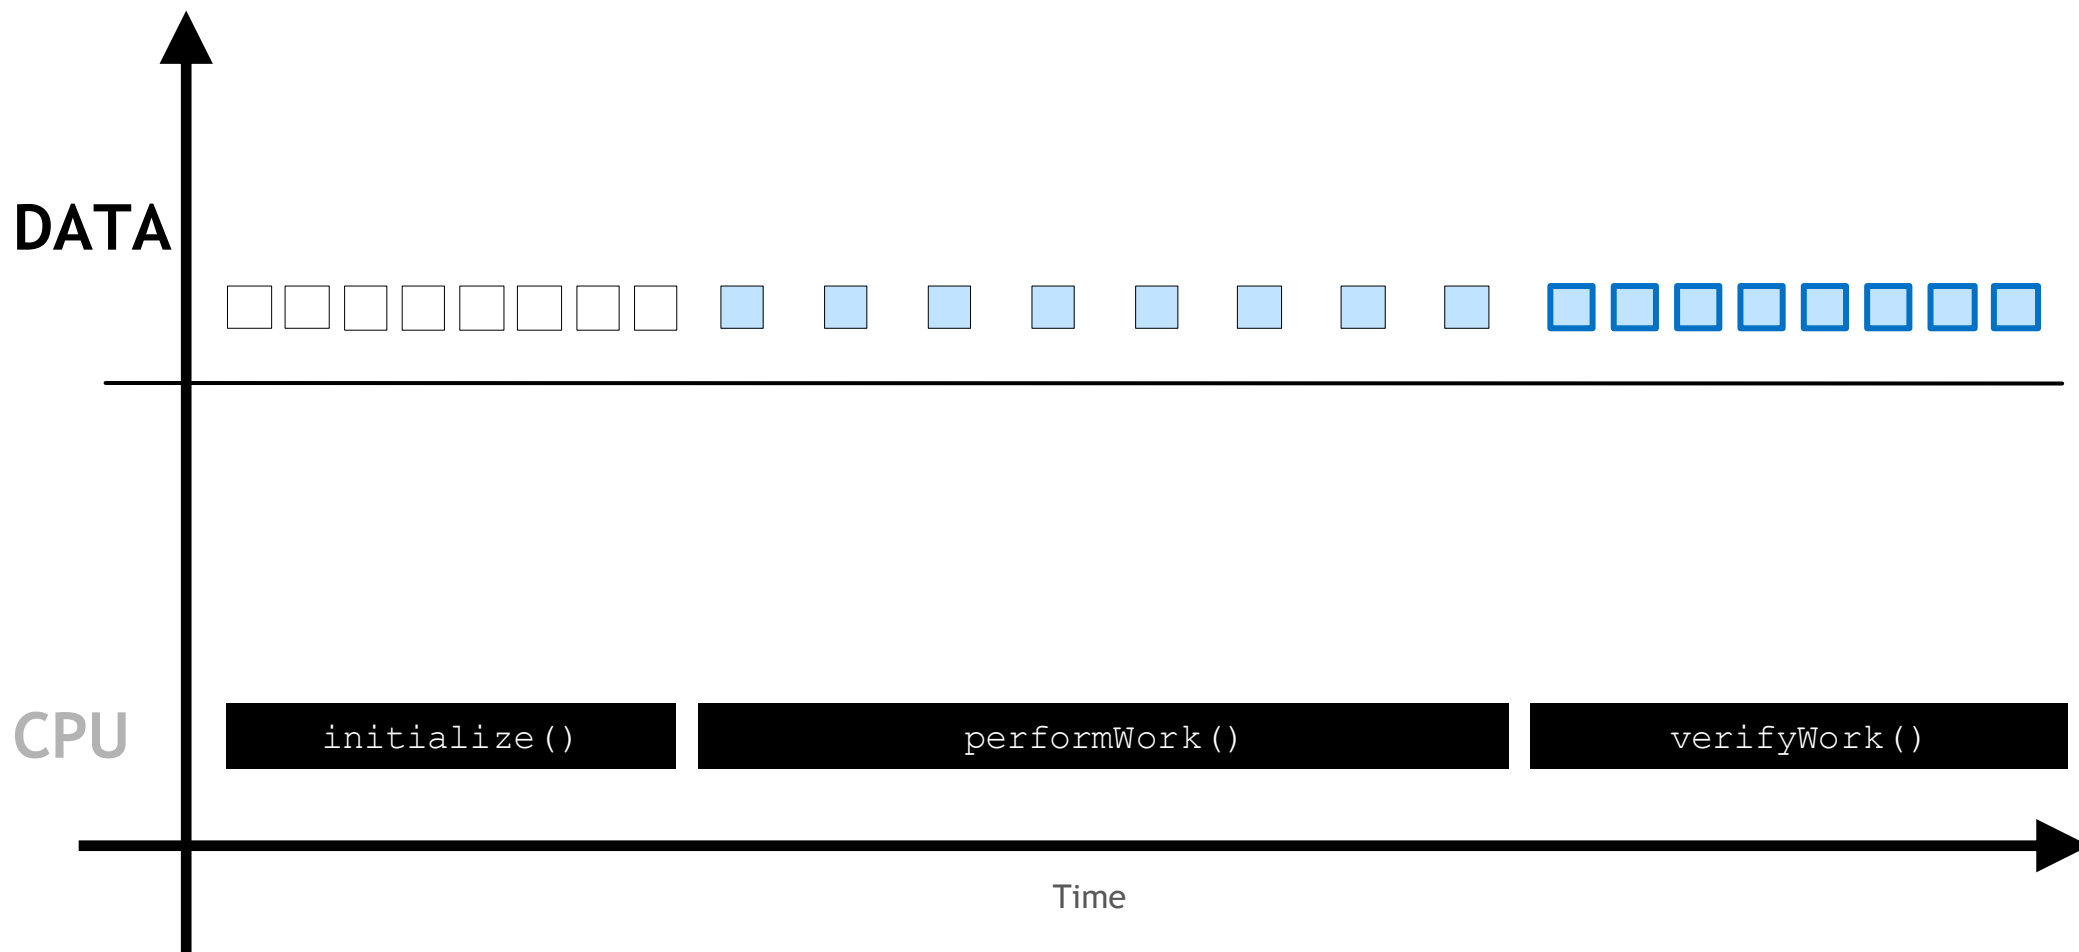 DATA
CPU
initialize()
performWork()
verifyWork()
Time